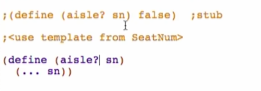 ;(define (aisle? sn) false)  ;stub
;<use template from SeatNum>
(define (aisle? sn)
  (... sn))